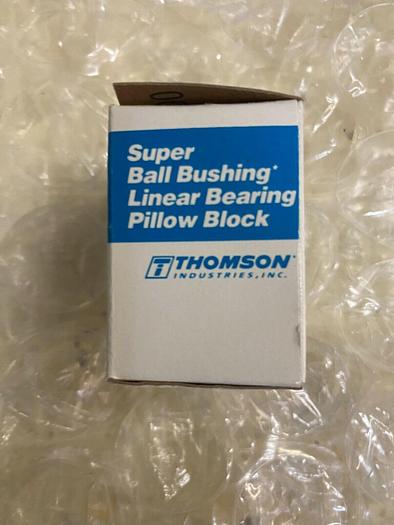 Super
Ball Bushing*
Linear Bearing
Pillow Block
THOMSON
INDUSTRIES, INC.